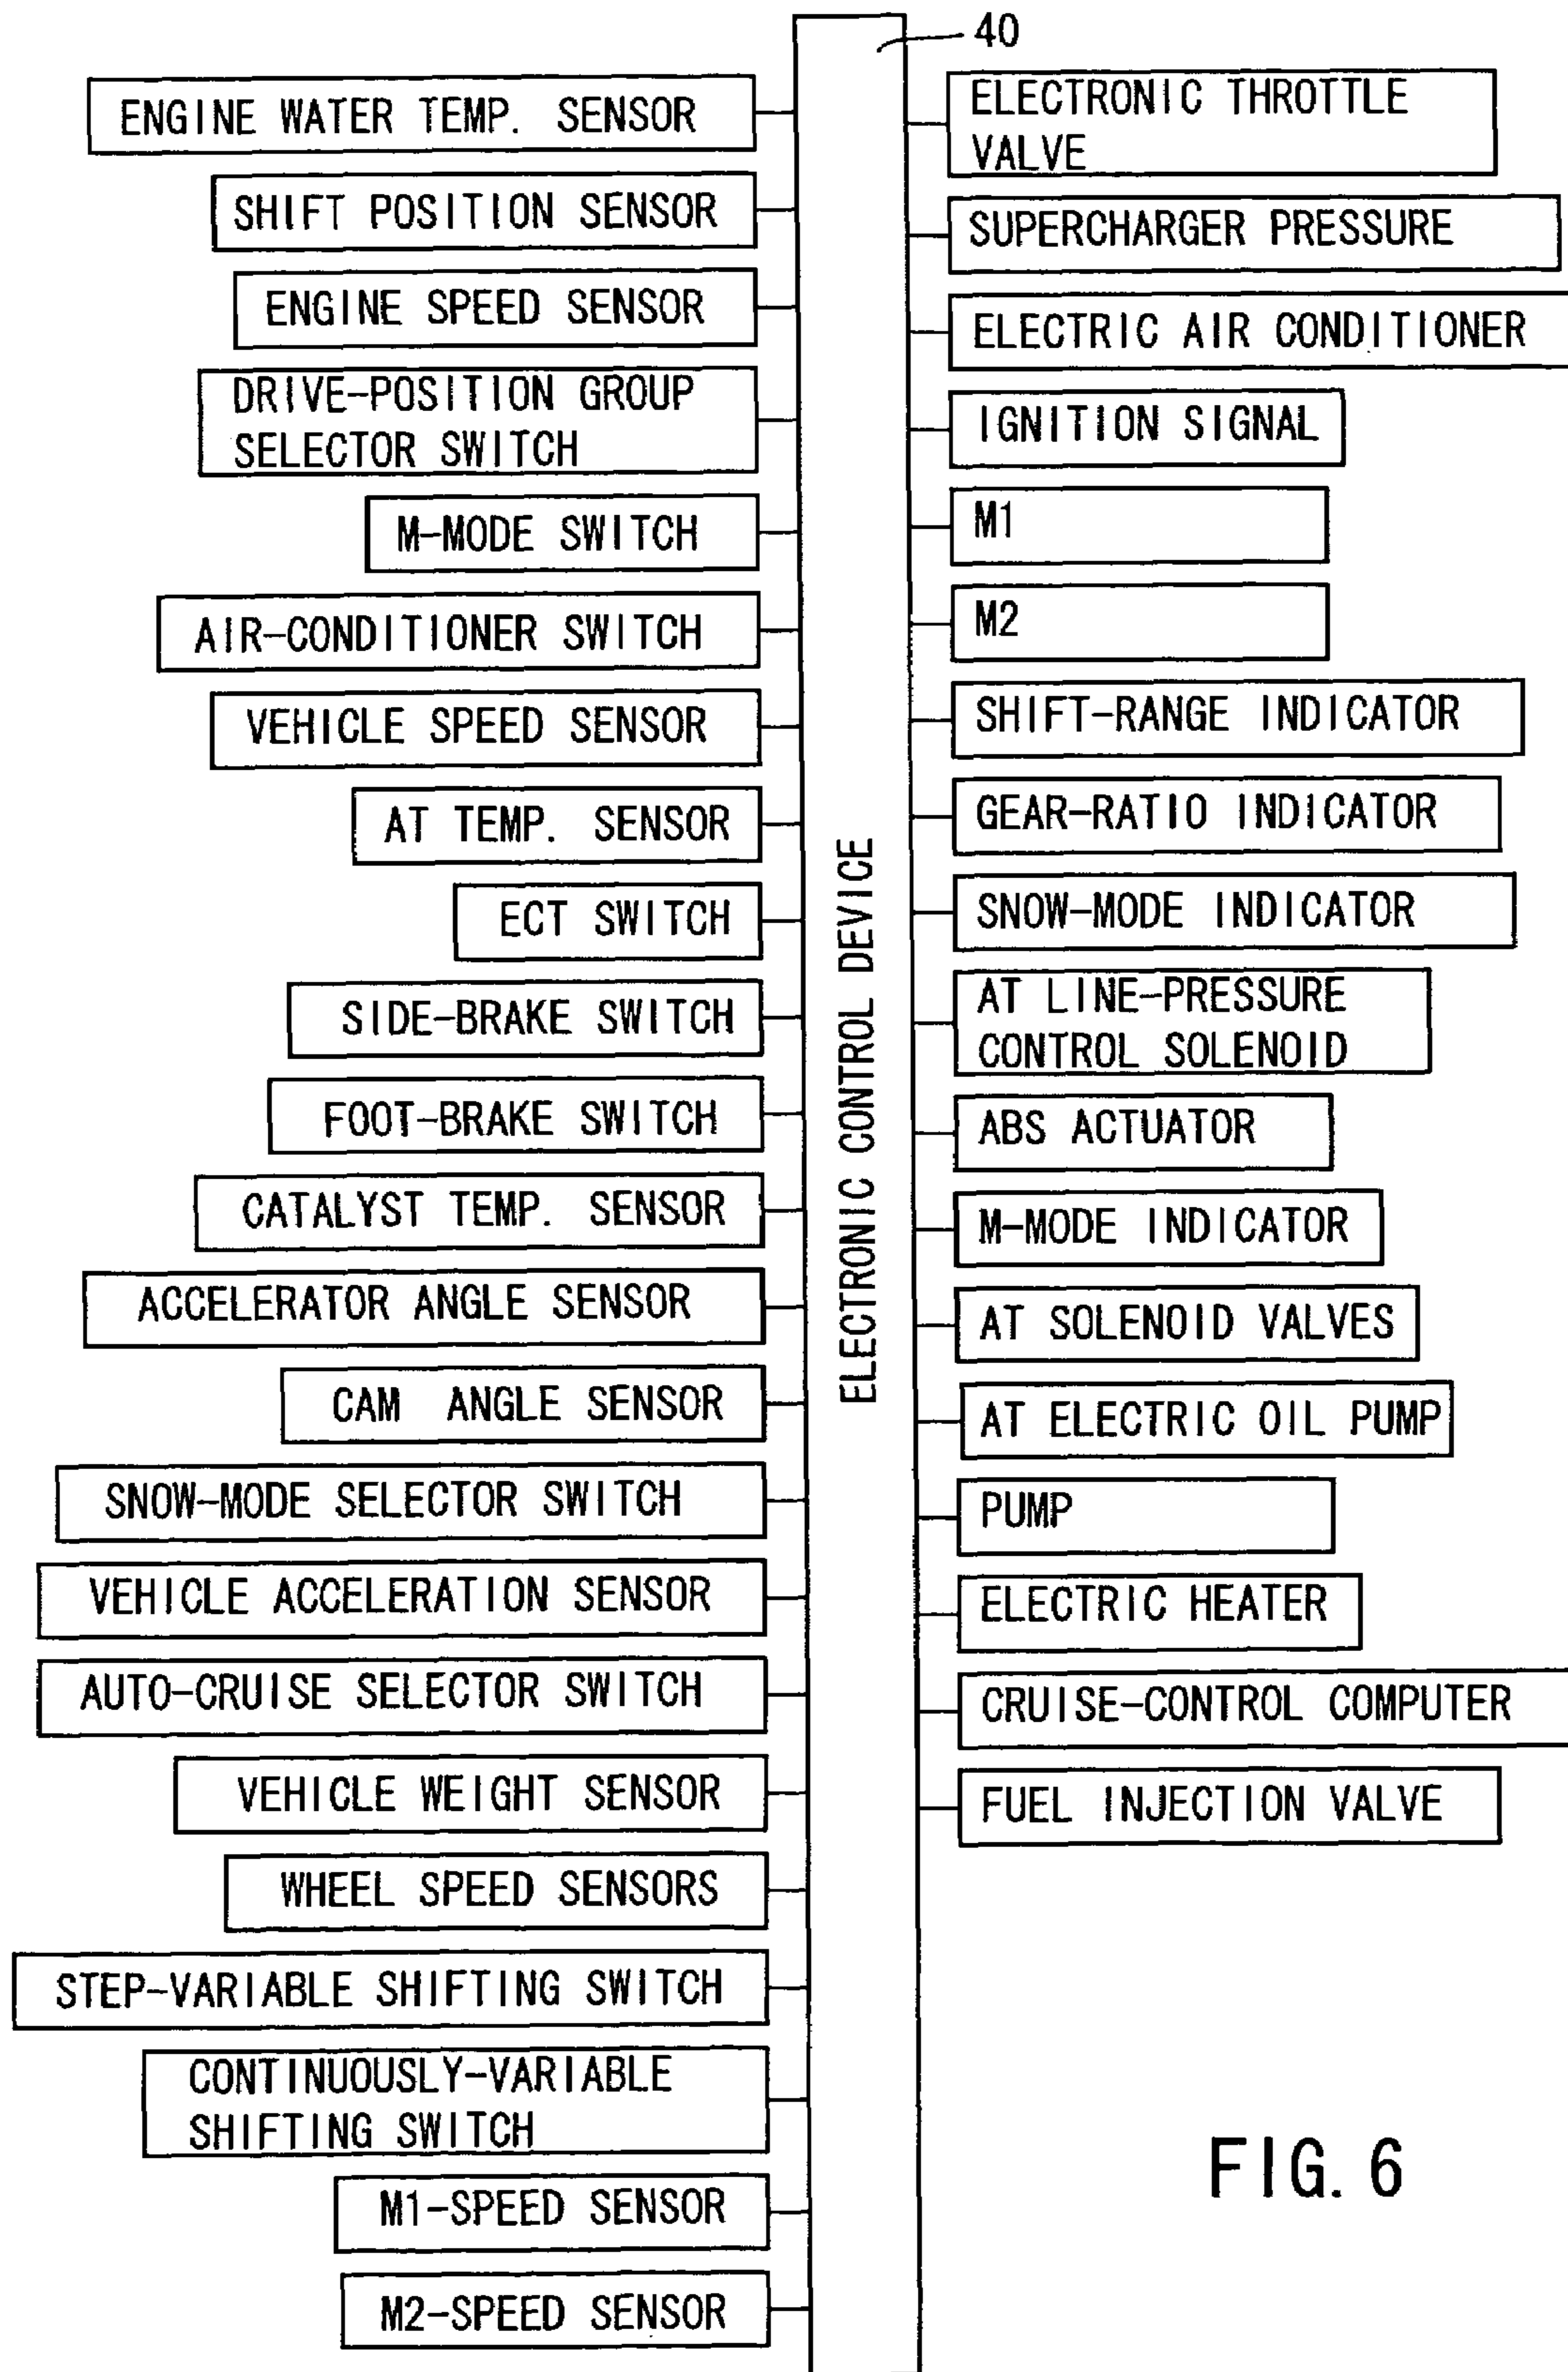 40
ENGINE WATER TEMP. SENSOR
SHIFT POSITION SENSOR
ENGINE SPEED SENSOR
DRIVE-POSITION GROUP
SELECTOR SWITCH
M-MODE SWITCH
AIR-CONDITIONER SWITCH
VEHICLE SPEED SENSOR
AT TEMP. SENSOR
ECT SWITCH
SIDE-BRAKE SWITCH
FOOT-BRAKE SWITCH
CATALYST TEMP. SENSOR
ACCELERATOR ANGLE SENSOR
CAM ANGLE SENSOR
SNOW-MODE SELECTOR SWITCH
VEHICLE ACCELERATION SENSOR
AUTO-CRUISE SELECTOR SWITCH
VEHICLE WEIGHT SENSOR
WHEEL SPEED SENSORS
STEP-VARIABLE SHIFTING SWITCH
CONTINUOUSLY-VARIABLE
SHIFTING SWITCH
M1-SPEED SENSOR
M2-SPEED SENSOR
ELECTRONIC CONTROL DEVICE
ELECTRONIC THROTTLE
VALVE
SUPERCHARGER PRESSURE
ELECTRIC AIR CONDITIONER
IGNITION SIGNAL
M1
M2
SHIFT-RANGE INDICATOR
GEAR-RATIO INDICATOR
SNOW-MODE INDICATOR
AT LINE-PRESSURE
CONTROL SOLENOID
ABS ACTUATOR
M-MODE INDICATOR
AT SOLENOID VALVES
AT ELECTRIC OIL PUMP
PUMP
ELECTRIC HEATER
CRUISE-CONTROL COMPUTER
FUEL INJECTION VALVE
FIG. 6